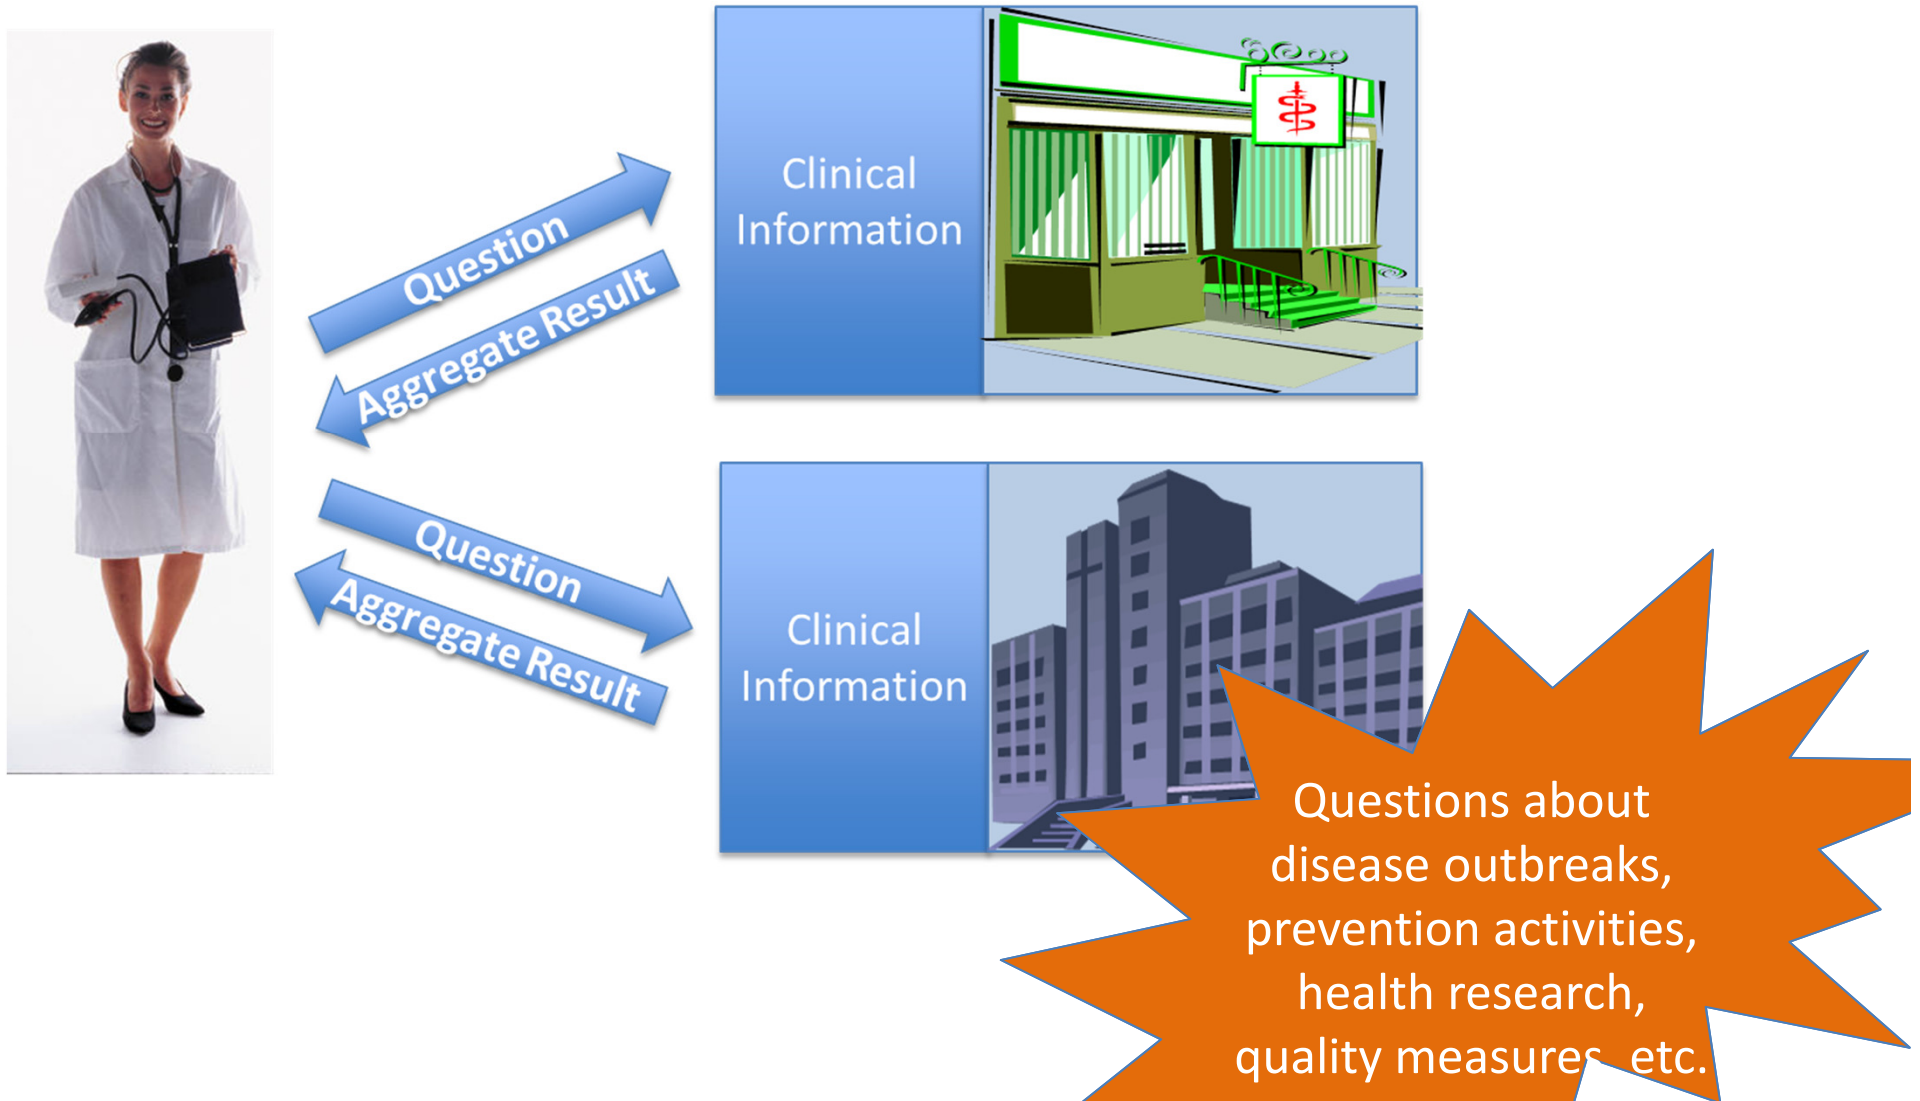 Question
Aggregate Result
Clinical
Information
Question
Aggregate Result
Clinical
Information
Questions about
disease outbreaks,
prevention activities,
health research,
quality measures, etc.